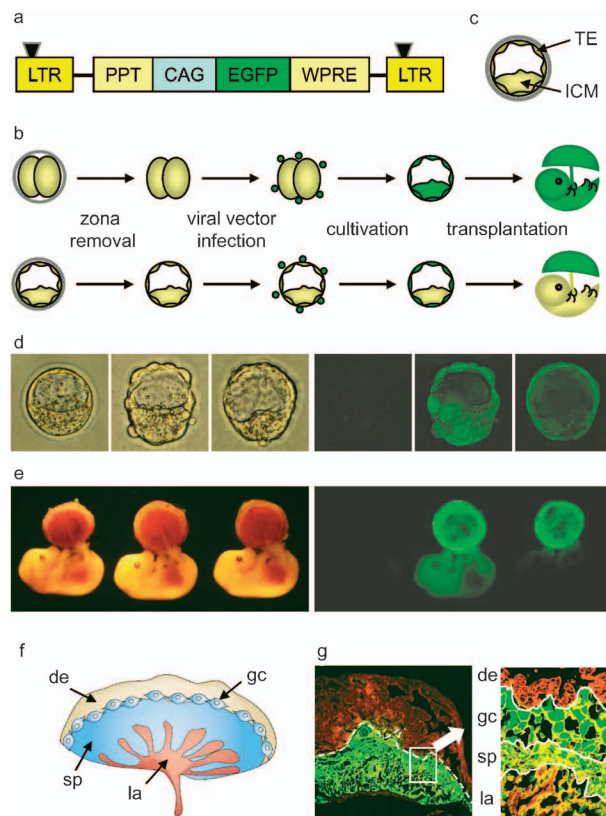 a
c
LTR PPT CAG EGFP WPRE LTR
TE
ICM
b
zona removal
viral vector infection
cultivation
transplantation
d
e
f
g
de
gc
sp
la
de
gc
sp
la